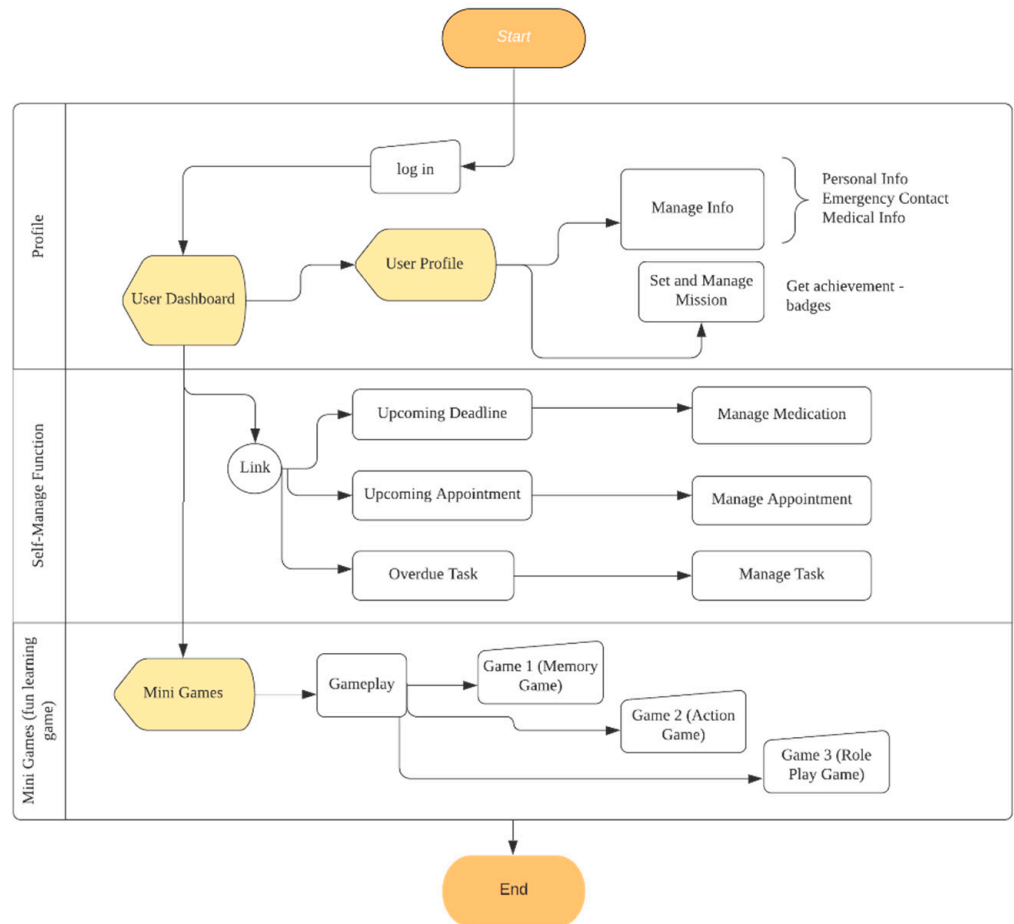 Start
Profile
log in
Manage Info
Personal Info
Emergency Contact
Medical Info
User Profile
User Dashboard
Set and Manage
Mission
Get achievement -
badges
Self-Manage Function
Upcoming Deadline
Manage Medication
Link
Upcoming Appointment
Manage Appointment
Overdue Task
Manage Task
Mini Games (fun learning
game)
Mini Games
Gameplay
Game 1 (Memory
Game)
Game 2 (Action
Game)
Game 3 (Role
Play Game)
End